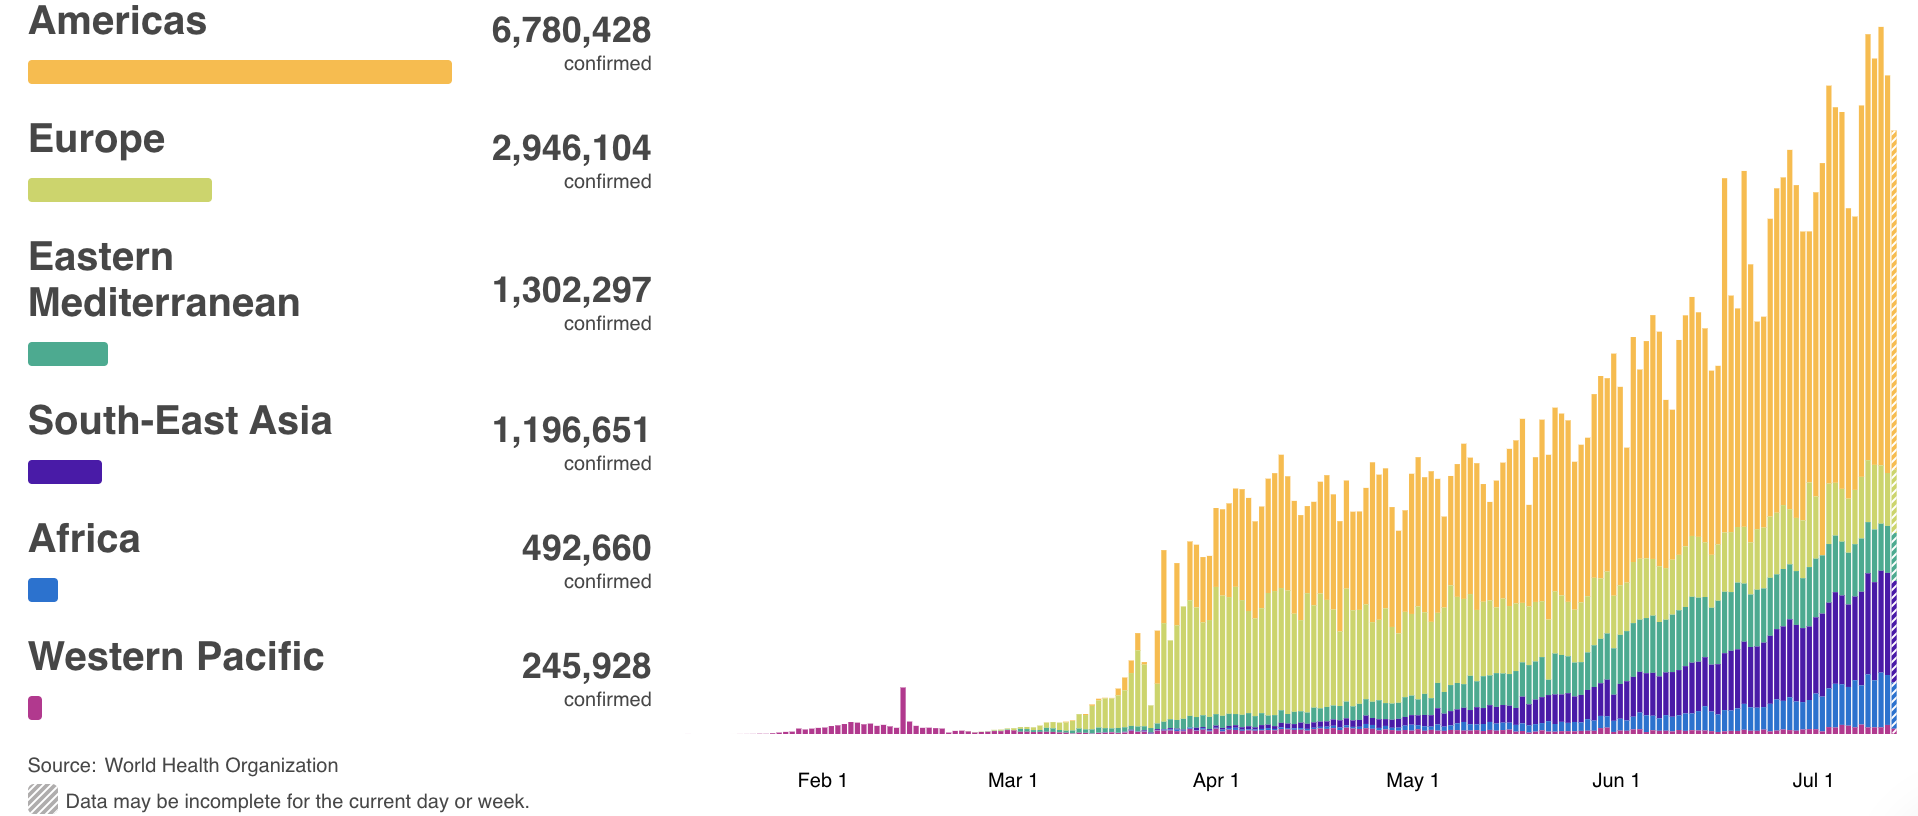 Americas
6,780,428
confirmed
Europe
2,946,104
confirmed
Eastern
Mediterranean
1,302,297
confirmed
South-East Asia
1,196,651
confirmed
Africa
492,660
confirmed
Western Pacific
245,928
confirmed
Source: World Health Organization
Data may be incomplete for the current day or week.
Feb 1 Mar 1 Apr 1 May 1 Jun 1 Jul 1